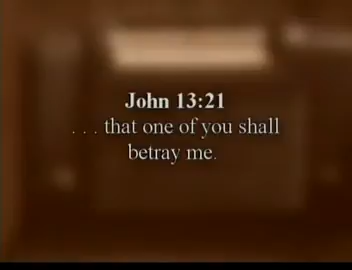 John 13:21
. . . that one of you shall
betray me.